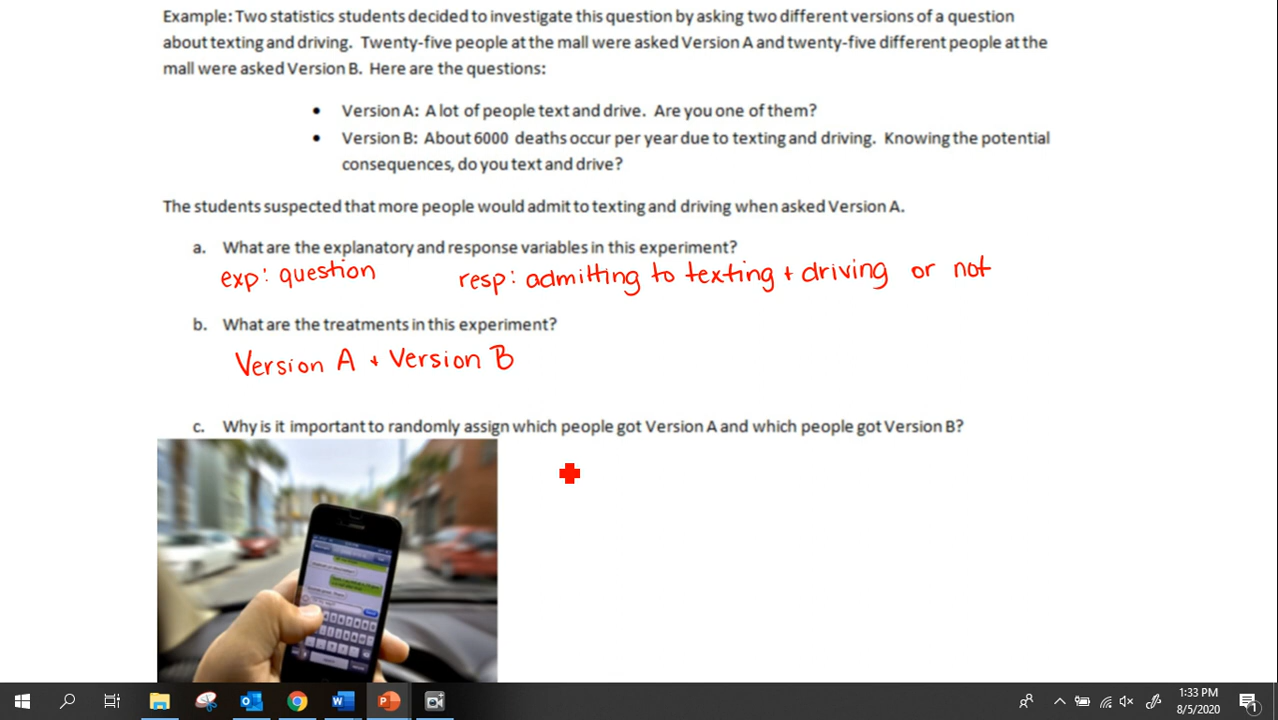 Example: Two statistics students decided to investigate this question by asking two different versions of a question
about texting and driving. Twenty-five people at the mall were asked Version A and twenty-five different people at the
mall were asked Version B. Here are the questions:
• Version A: A lot of people text and drive. Are you one of them?
• Version B: About 6000 deaths occur per year due to texting and driving. Knowing the potential
consequences, do you text and drive?
The students suspected that more people would admit to texting and driving when asked Version A.
a. What are the explanatory and response variables in this experiment?
exp: question resp: admitting to texting + driving or not
b. What are the treatments in this experiment?
Version A + Version B
c. Why is it important to randomly assign which people got Version A and which people got Version B?
1:33 PM
8/5/2020
1